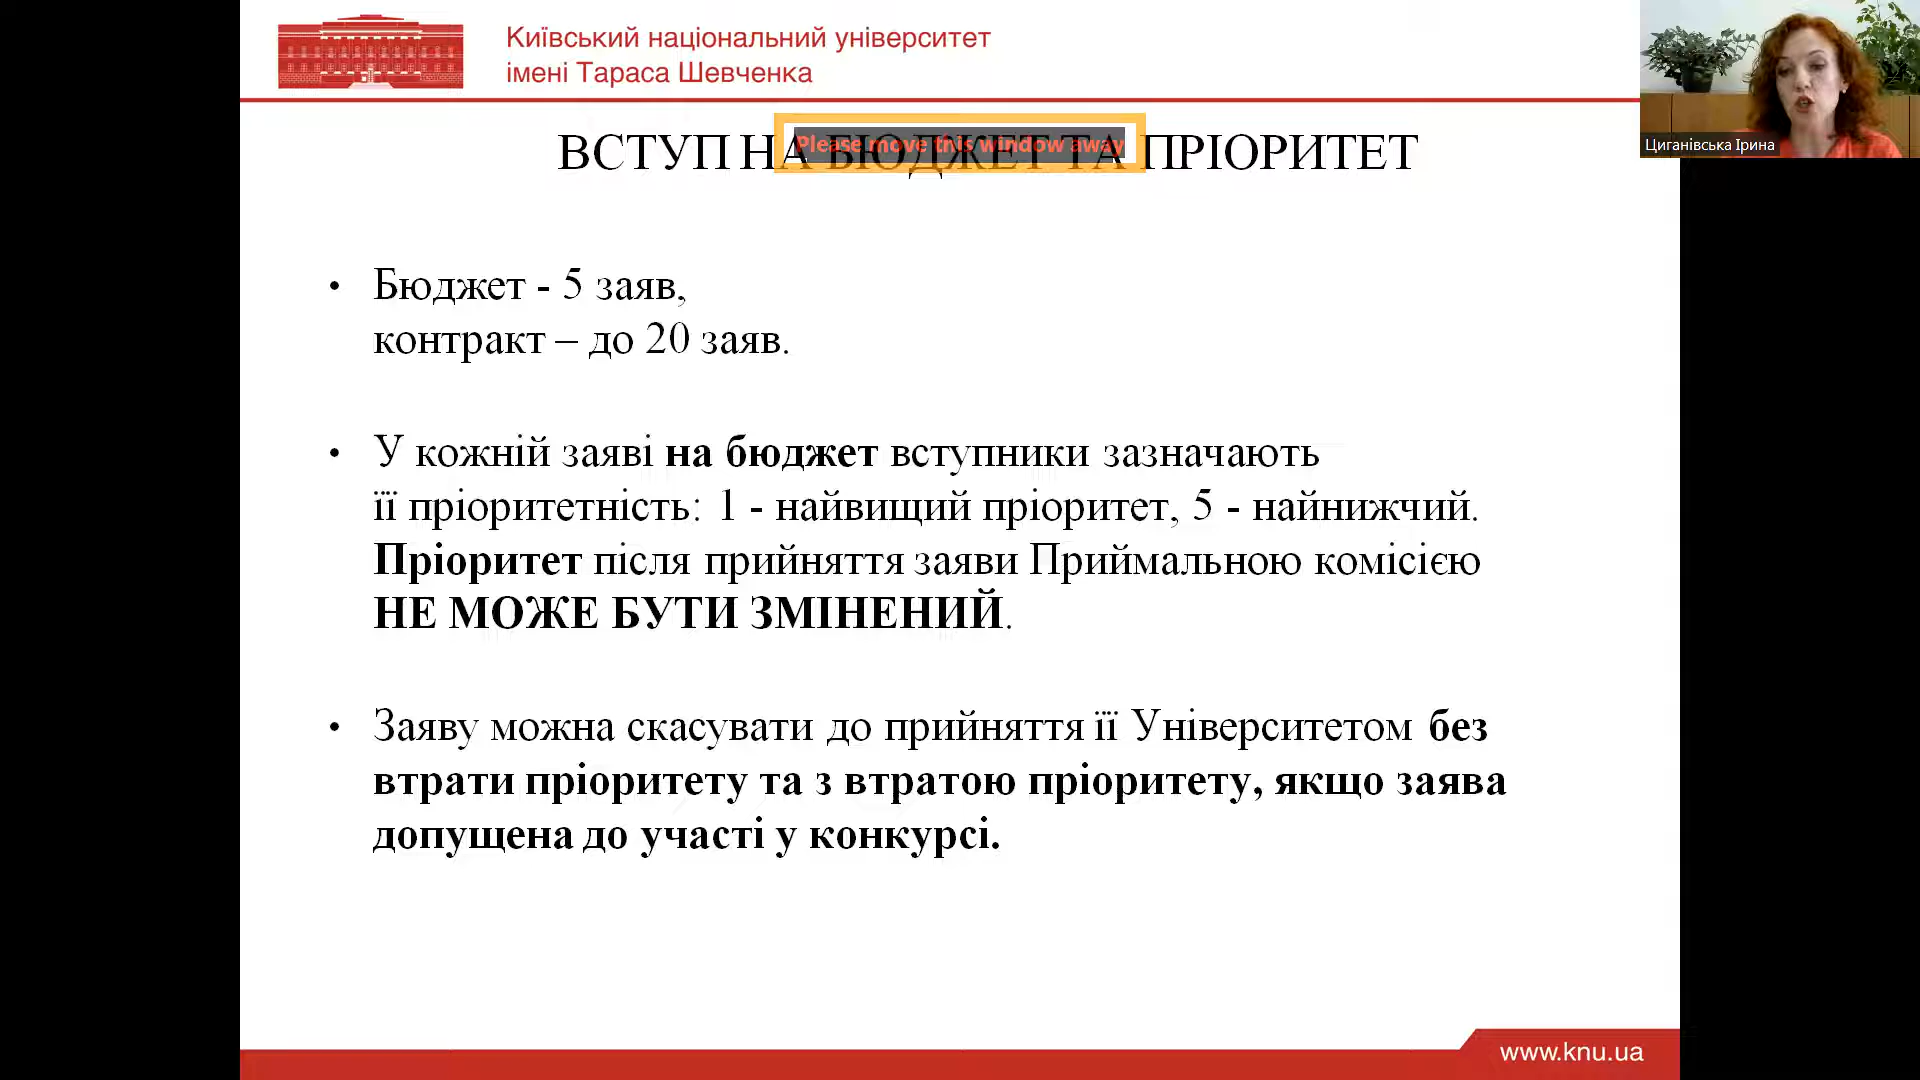 Київський національний університет
імені Тараса Шевченка
Циганівська Ірина
Please move this window away
ВСТУП НА БЮДЖЕТ ТА ПРІОРИТЕТ
• Бюджет - 5 заяв,
контракт – до 20 заяв.
• У кожній заяві на бюджет вступники зазначають
її пріоритетність: 1 - найвищий пріоритет, 5 - найнижчий.
Пріоритет після прийняття заяви Приймальною комісією
НЕ МОЖЕ БУТИ ЗМІНЕНИЙ.
• Заяву можна скасувати до прийняття її Університетом без
втрати пріоритету та з втратою пріоритету, якщо заява
допущена до участі у конкурсі.
www.knu.ua